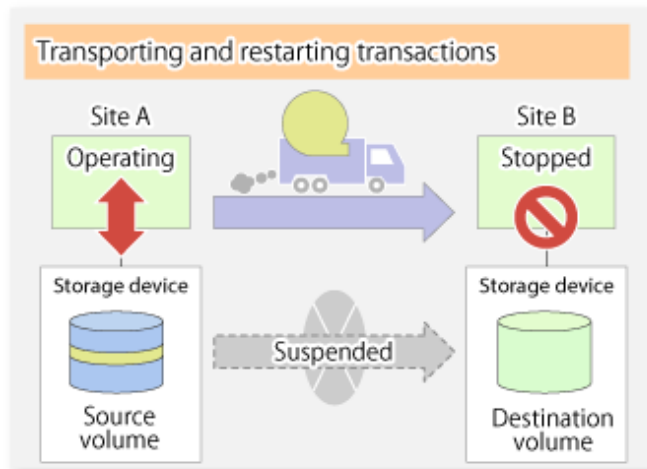 Transporting and restarting transactions
Site A
Site B
Operating
Stopped
Storage device
Storage device
Suspended
Source
volume
Destination
volume